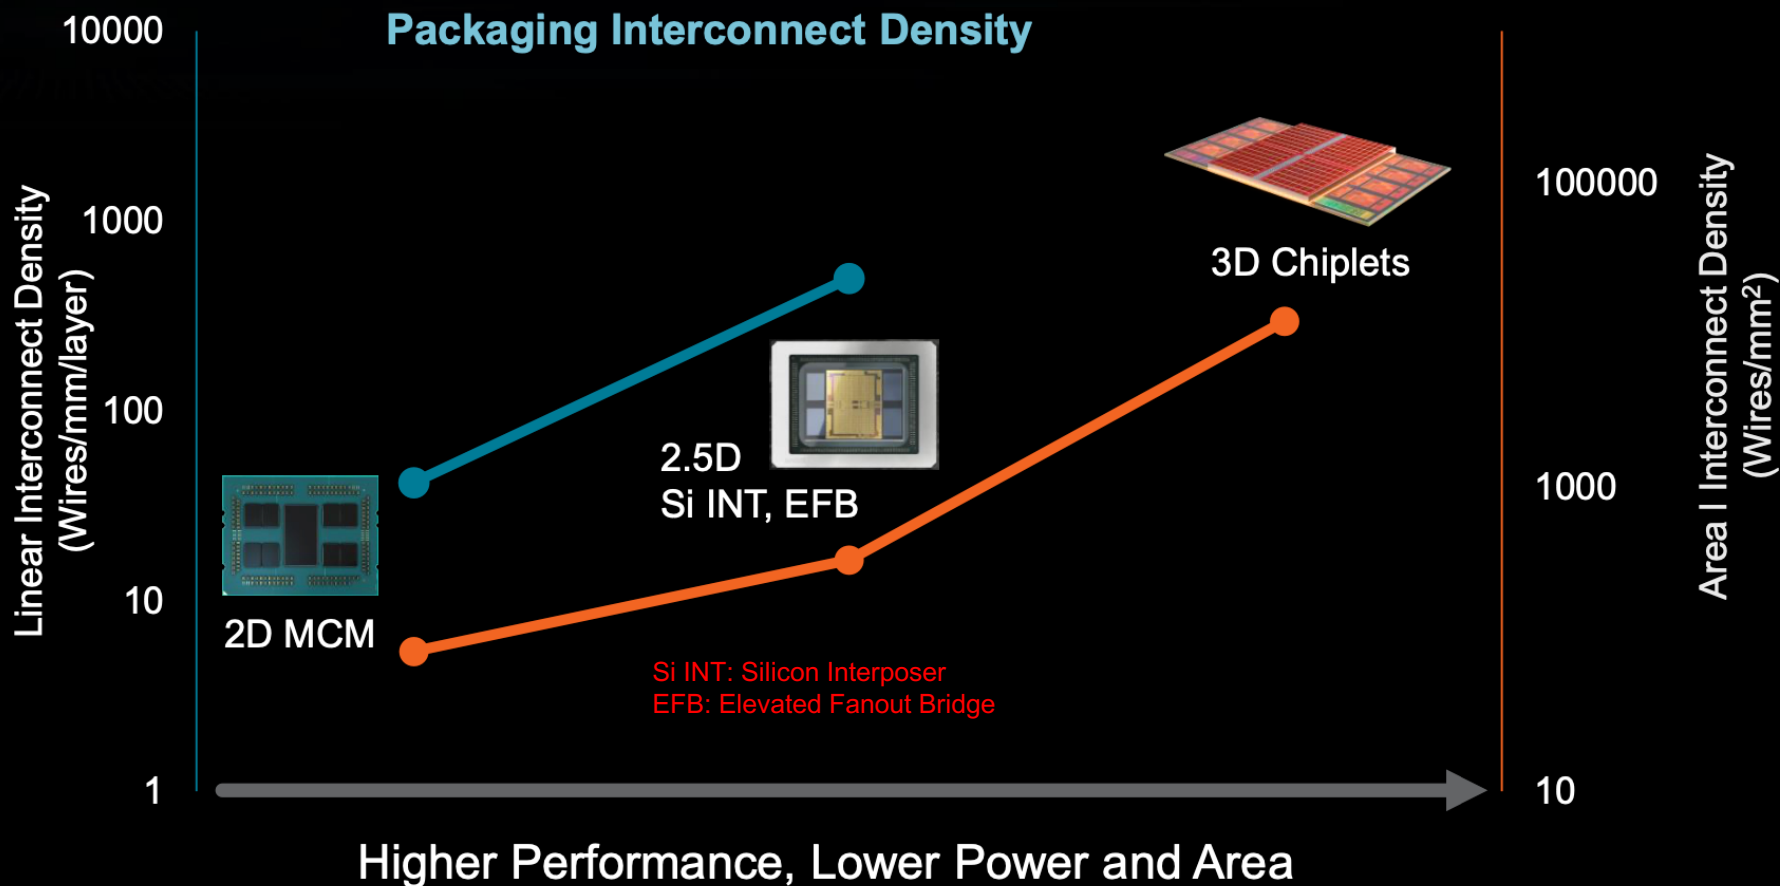 Packaging Interconnect Density
10000
1000
100
10
1
Linear Interconnect Density
(Wires/mm/layer)
2D MCM
2.5D
Si INT, EFB
3D Chiplets
Si INT: Silicon Interposer
EFB: Elevated Fanout Bridge
100000
1000
10
Area l Interconnect Density
(Wires/mm²)
Higher Performance, Lower Power and Area